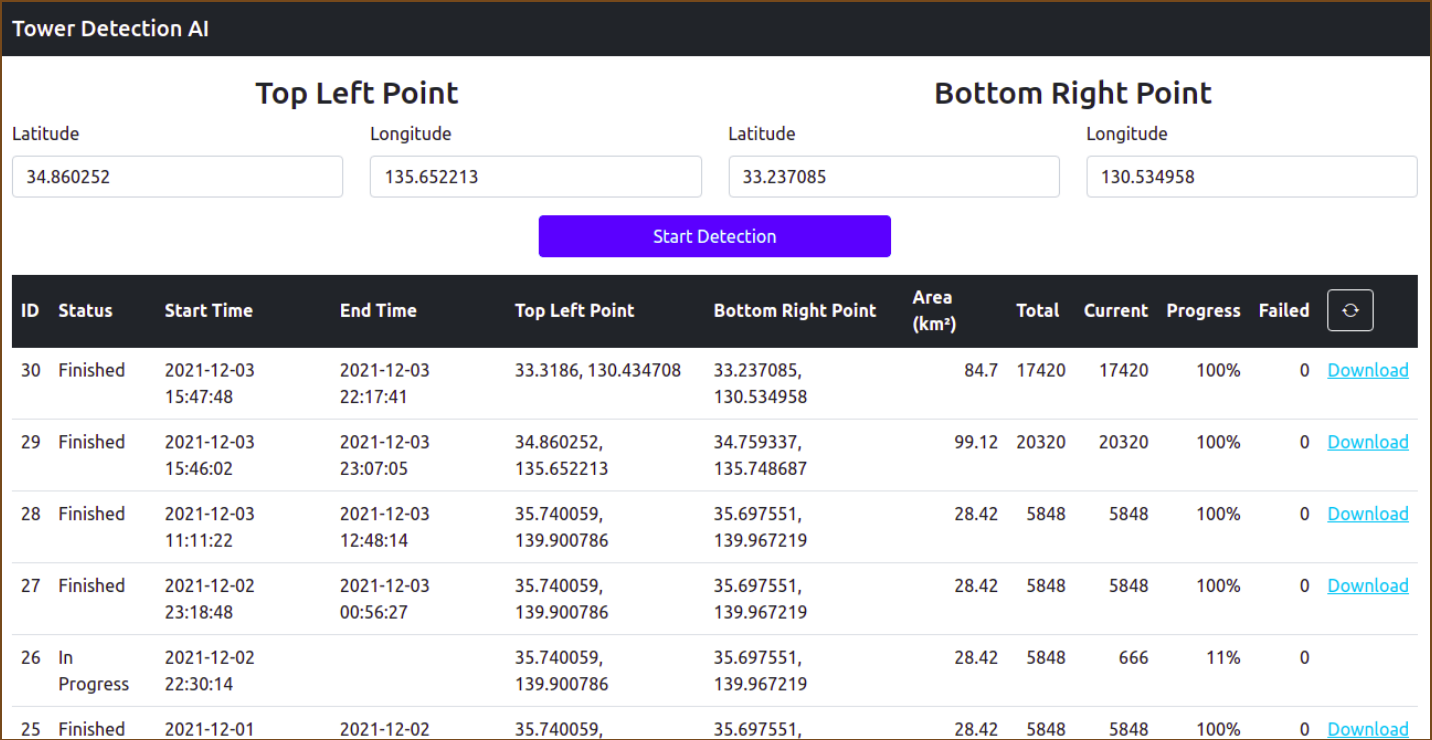 Tower Detection AI
Top Left Point
Bottom Right Point
Latitude
Longitude
Latitude
Longitude
34.860252
135.652213
33.237085
130.534958
Start Detection
ID Status Start Time End Time Top Left Point Bottom Right Point Area (km²) Total Current Progress Failed
30 Finished 2021-12-03 15:47:48 2021-12-03 22:17:41 33.3186, 130.434708 33.237085, 130.534958 84.7 17420 17420 100% 0 Download
29 Finished 2021-12-03 15:46:02 2021-12-03 23:07:05 34.860252, 135.652213 34.759337, 135.748687 99.12 20320 20320 100% 0 Download
28 Finished 2021-12-03 11:11:22 2021-12-03 12:48:14 35.740059, 139.900786 35.697551, 139.967219 28.42 5848 5848 100% 0 Download
27 Finished 2021-12-02 23:18:48 2021-12-03 00:56:27 35.740059, 139.900786 35.697551, 139.967219 28.42 5848 5848 100% 0 Download
26 In Progress 2021-12-02 22:30:14 35.740059, 139.900786 35.697551, 139.967219 28.42 5848 666 11% 0
25 Finished 2021-12-01 2021-12-02 35.740059, 35.697551, 28.42 5848 5848 100% 0 Download